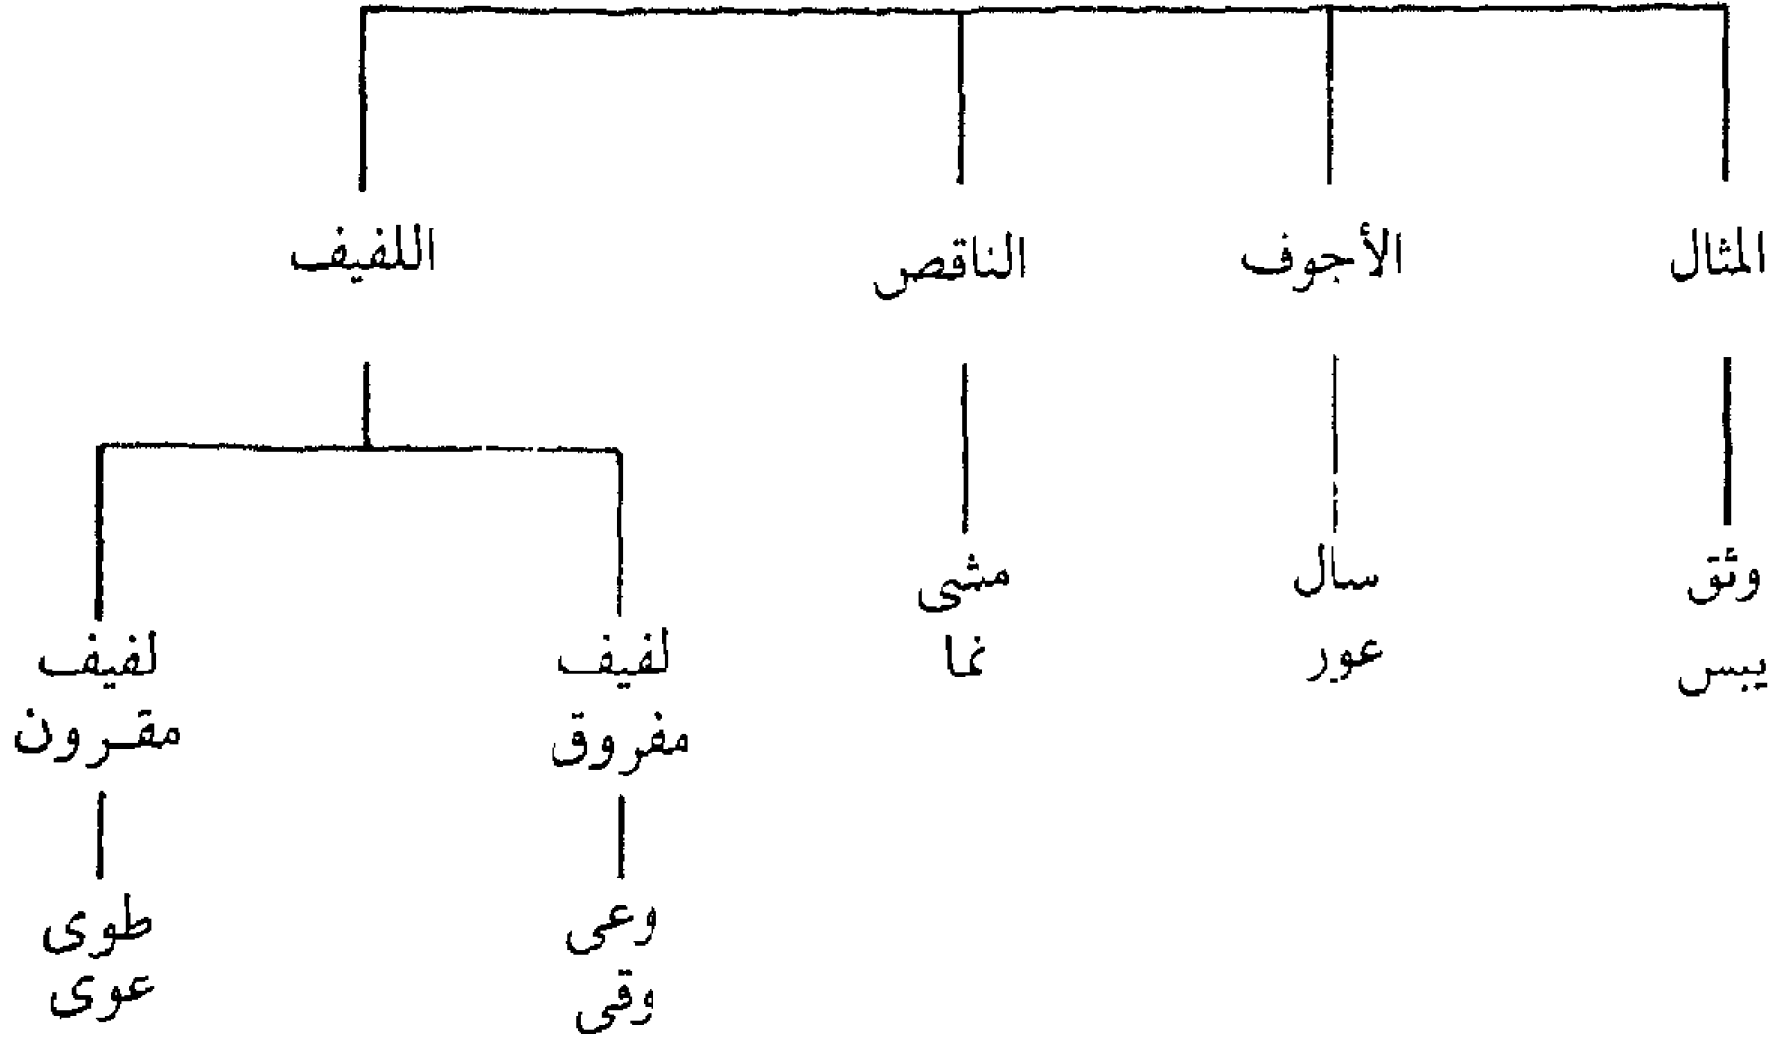 المثال
الأجوف
الناقص
اللفيف
وثق
يبس
سال
عور
مشى
نما
لفيف
مفروق
وعى
وقى
لفيف
مقرون
طوى
عوى